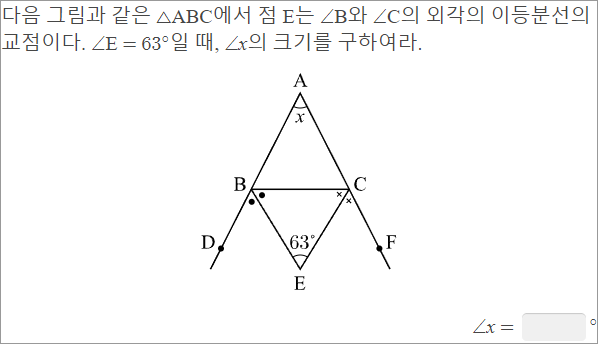 다음 그림과 같은 △ABC에서 점 E는 ∠B와 ∠C의 외각의 이등분선의
교점이다. ∠E = 63°일 때, ∠x의 크기를 구하여라.
A
x
B
C
D
63°
F
E
∠x = °